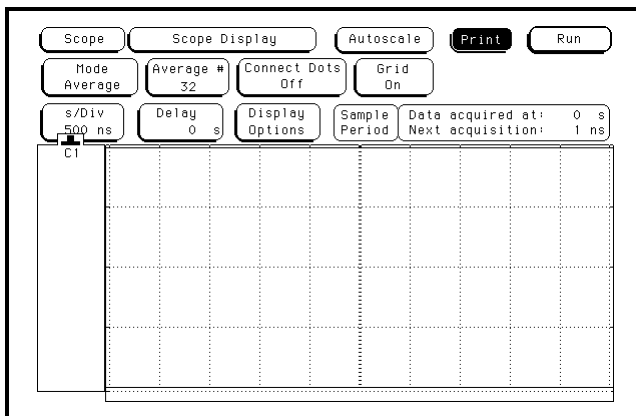 Scope Scope Display Autoscale Print Run
Mode Average # Connect Dots Grid
Average 32 Off On
s/Div Delay Display Sample Data acquired at: 0 s
500 ns 0 s Options Period Next acquisition: 1 ns
C1